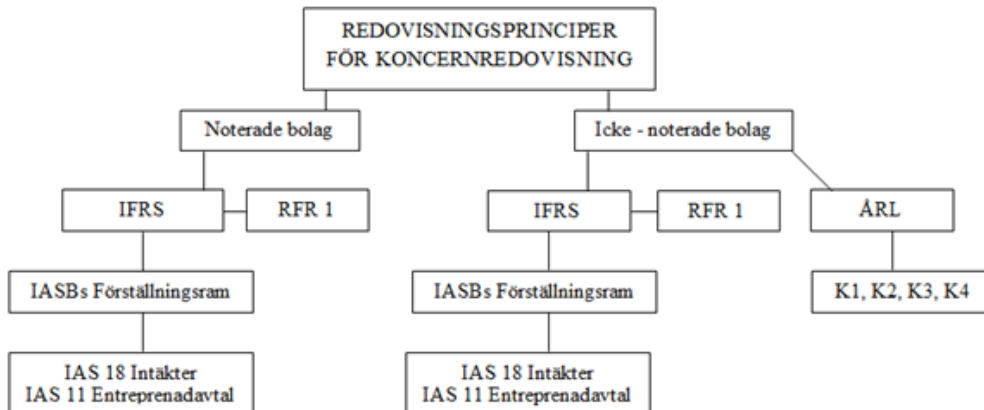 REDOVISNINGSPRINCIPER
FÖR KONCERNREDOVISNING
Noterade bolag
Icke - noterade bolag
IFRS
RFR 1
IFRS
RFR 1
ÅRL
IASBs Förställningsram
IASBs Förställningsram
K1, K2, K3, K4
IAS 18 Intäkter
IAS 11 Entreprenadavtal
IAS 18 Intäkter
IAS 11 Entreprenadavtal